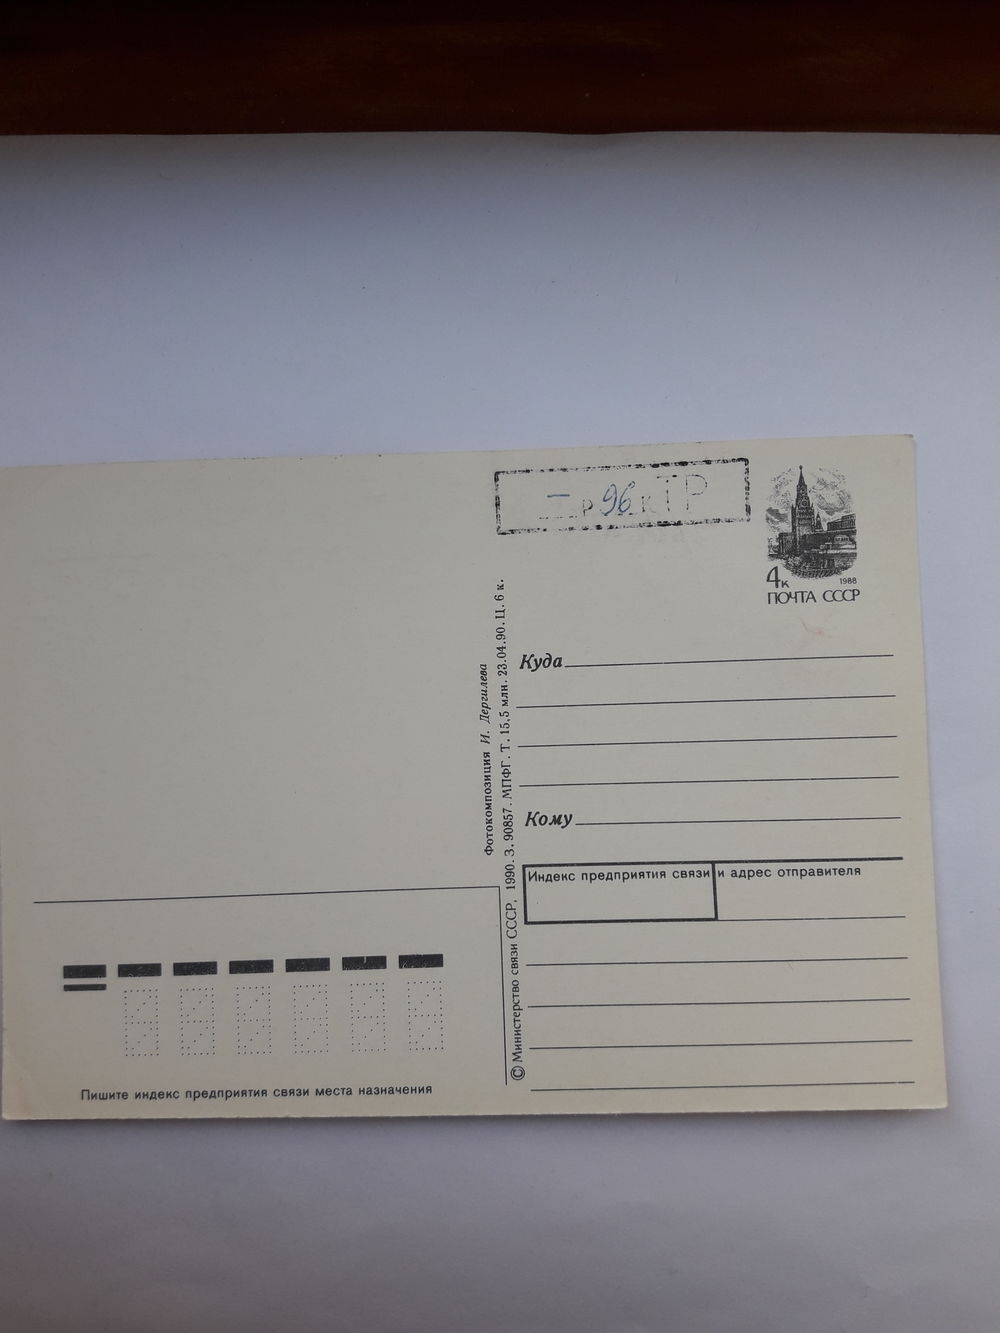 р 96 к ТР
4к 1988
ПОЧТА СССР
Куда
Кому
Индекс предприятия связи и адрес отправителя
Фотокомпозиция И. Дергилева
© Министерство связи СССР, 1990. З. 90857. МПФГ. Т. 15,5 млн. 23.04.90. Ц. 6 к.
Пишите индекс предприятия связи места назначения